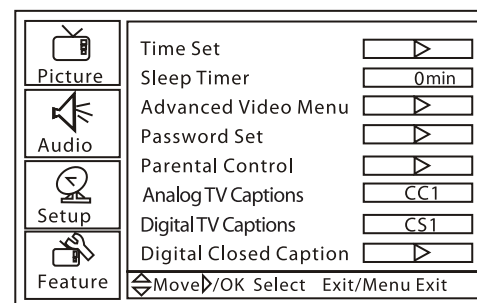 Picture
Audio
Setup
Feature
Time Set
Sleep Timer 0min
Advanced Video Menu
Password Set
Parental Control
Analog TV Captions CC1
Digital TV Captions CS1
Digital Closed Caption
Move /OK Select Exit/Menu Exit